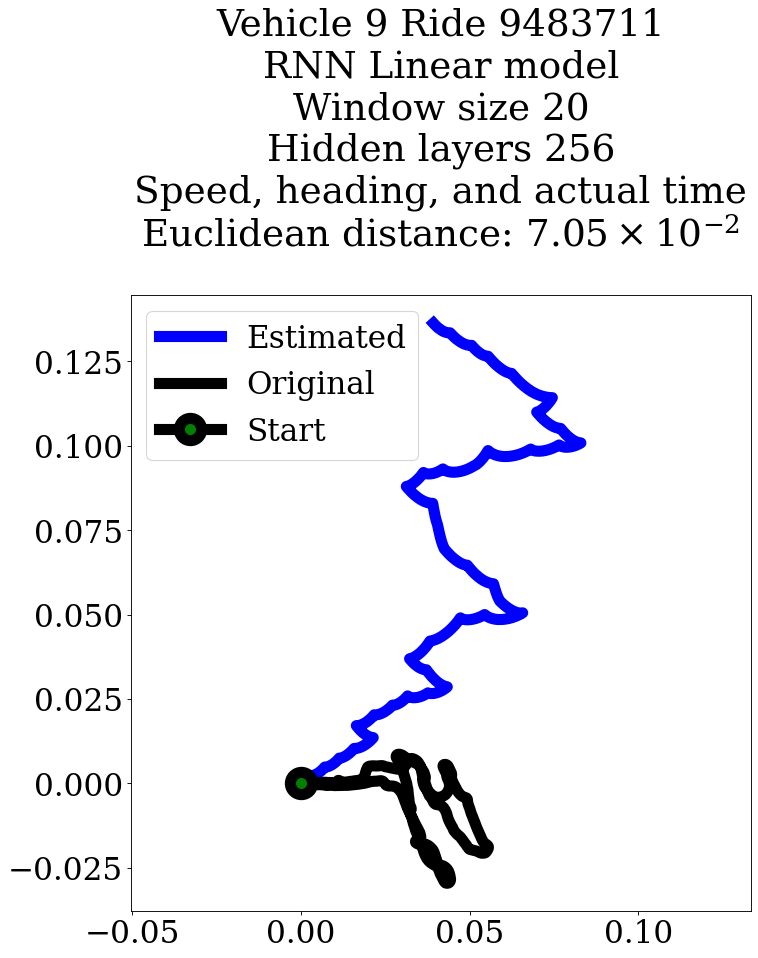 Vehicle 9 Ride 9483711
RNN Linear model
Window size 20
Hidden layers 256
Speed, heading, and actual time
Euclidean distance: 7.05 × 10⁻²
Estimated
Original
Start
0.125
0.100
0.075
0.050
0.025
0.000
−0.025
−0.05 0.00 0.05 0.10